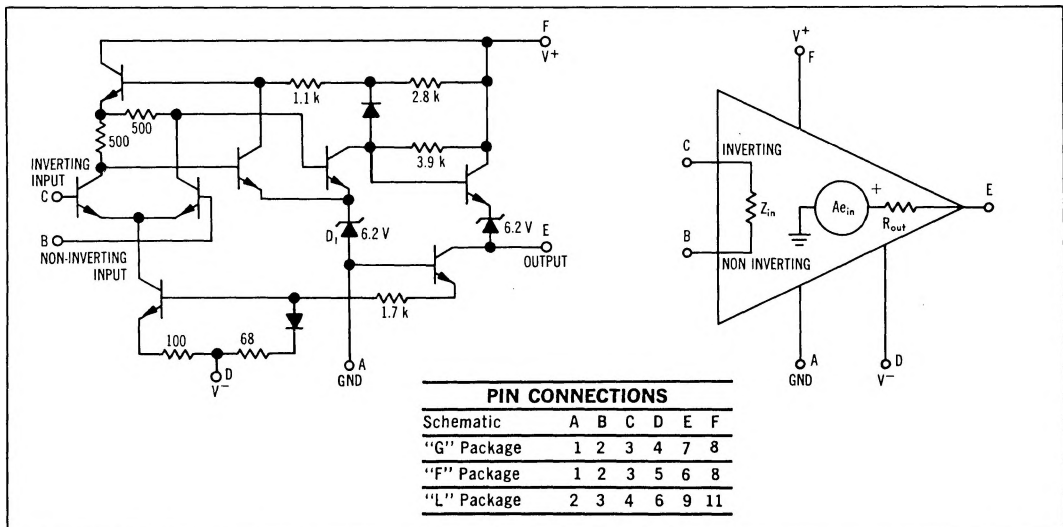 F
V+
1.1 k
2.8 k
500
500
3.9 k
INVERTING
INPUT
C
B
NON-INVERTING
INPUT
D₁
6.2 V
6.2 V
E
OUTPUT
1.7 k
100
68
D
V−
A
GND
V+
F
C
INVERTING
Zin
Aein
+
Rout
E
B
NON INVERTING
A
GND
D
V−
PIN CONNECTIONS
Schematic A B C D E F
"G" Package 1 2 3 4 7 8
"F" Package 1 2 3 5 6 8
"L" Package 2 3 4 6 9 11